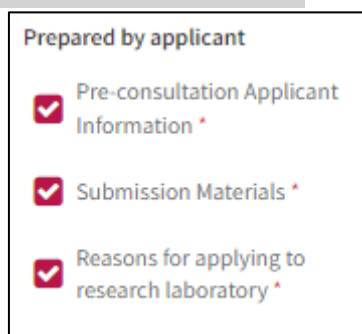 Prepared by applicant
Pre-consultation Applicant
Information *
Submission Materials *
Reasons for applying to
research laboratory *